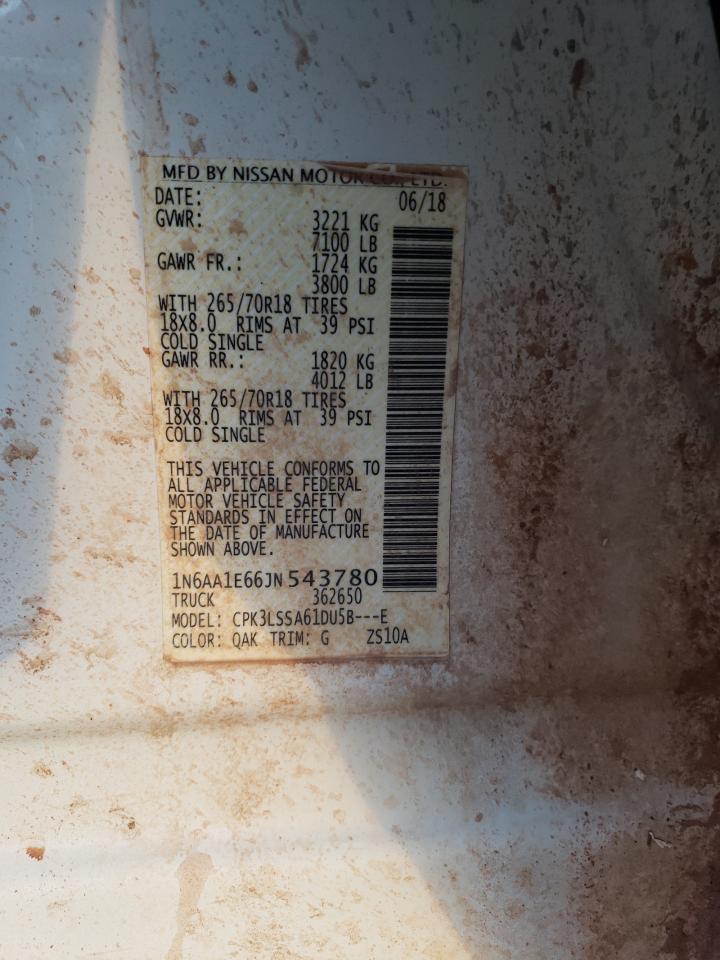 MFD BY NISSAN MOTOR CO., LTD.
DATE: 06/18
GVWR: 3221 KG
7100 LB
GAWR FR.: 1724 KG
3800 LB
WITH 265/70R18 TIRES
18X8.0 RIMS AT 39 PSI
COLD SINGLE
GAWR RR.: 1820 KG
4012 LB
WITH 265/70R18 TIRES
18X8.0 RIMS AT 39 PSI
COLD SINGLE
THIS VEHICLE CONFORMS TO
ALL APPLICABLE FEDERAL
MOTOR VEHICLE SAFETY
STANDARDS IN EFFECT ON
THE DATE OF MANUFACTURE
SHOWN ABOVE.
1N6AA1E66JN543780
TRUCK 362650
MODEL: CPK3LSSA61DU5B---E
COLOR: QAK TRIM: G ZS10A